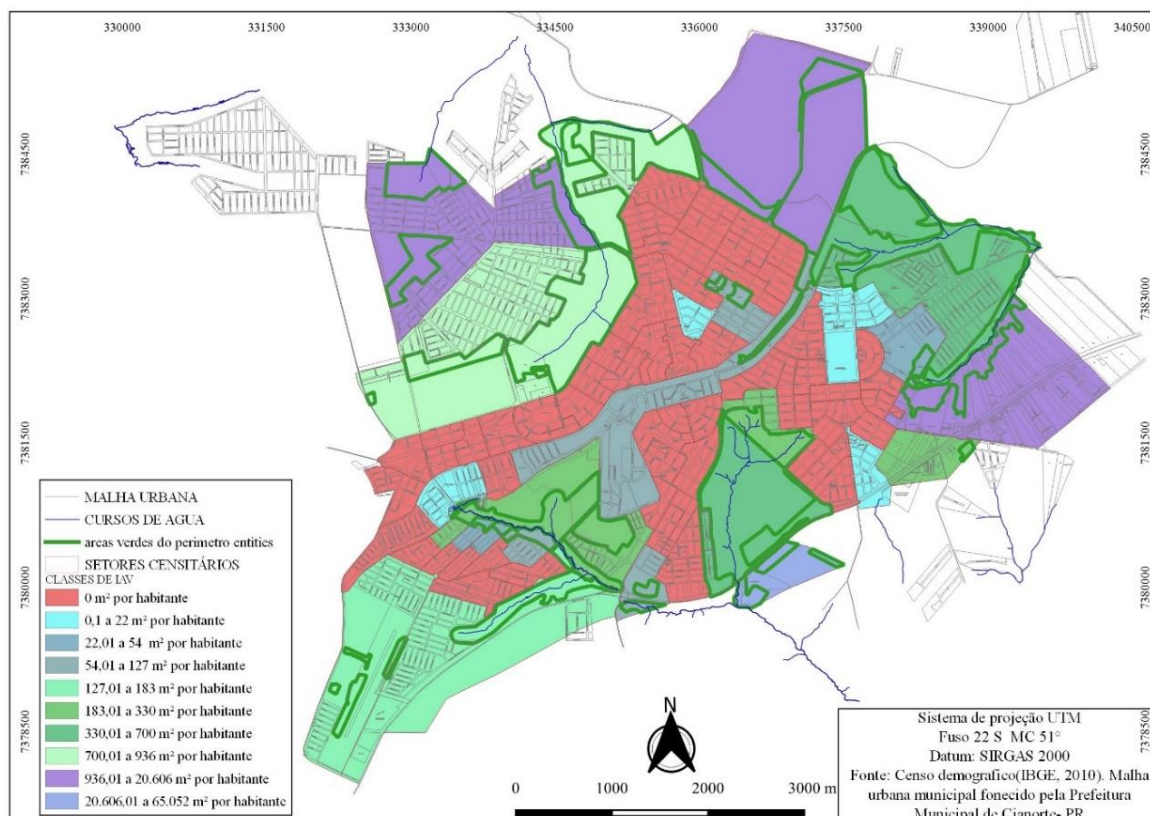 330000 331500 333000 334500 336000 337500 339000 340500
7384500 7384500
7383000 7383000
7381500 7381500
7380000 7380000
7378500 7378500
MALHA URBANA
CURSOS DE AGUA
areas verdes do perimetro entities
SETORES CENSITÁRIOS
CLASSES DE IAV
0 m² por habitante
0,1 a 22 m² por habitante
22,01 a 54 m² por habitante
54,01 a 127 m² por habitante
127,01 a 183 m² por habitante
183,01 a 330 m² por habitante
330,01 a 700 m² por habitante
700,01 a 936 m² por habitante
936,01 a 20.606 m² por habitante
20.606,01 a 65.052 m² por habitante
N
0 1000 2000 3000 m
Sistema de projeção UTM
Fuso 22 S MC 51°
Datum: SIRGAS 2000
Fonte: Censo demografico(IBGE, 2010). Malha
urbana municipal fonecido pela Prefeitura
Municipal de Cianorte- PR